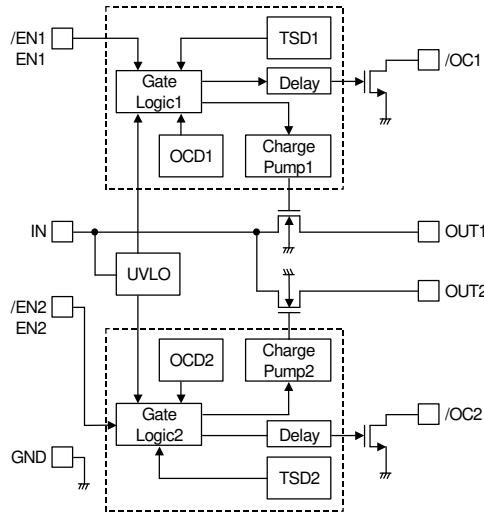 /EN1
EN1
TSD1
/OC1
Gate
Logic1
Delay
OCD1
Charge
Pump1
IN
OUT1
UVLO
OUT2
/EN2
EN2
OCD2
Charge
Pump2
Gate
Logic2
/OC2
Delay
GND
TSD2